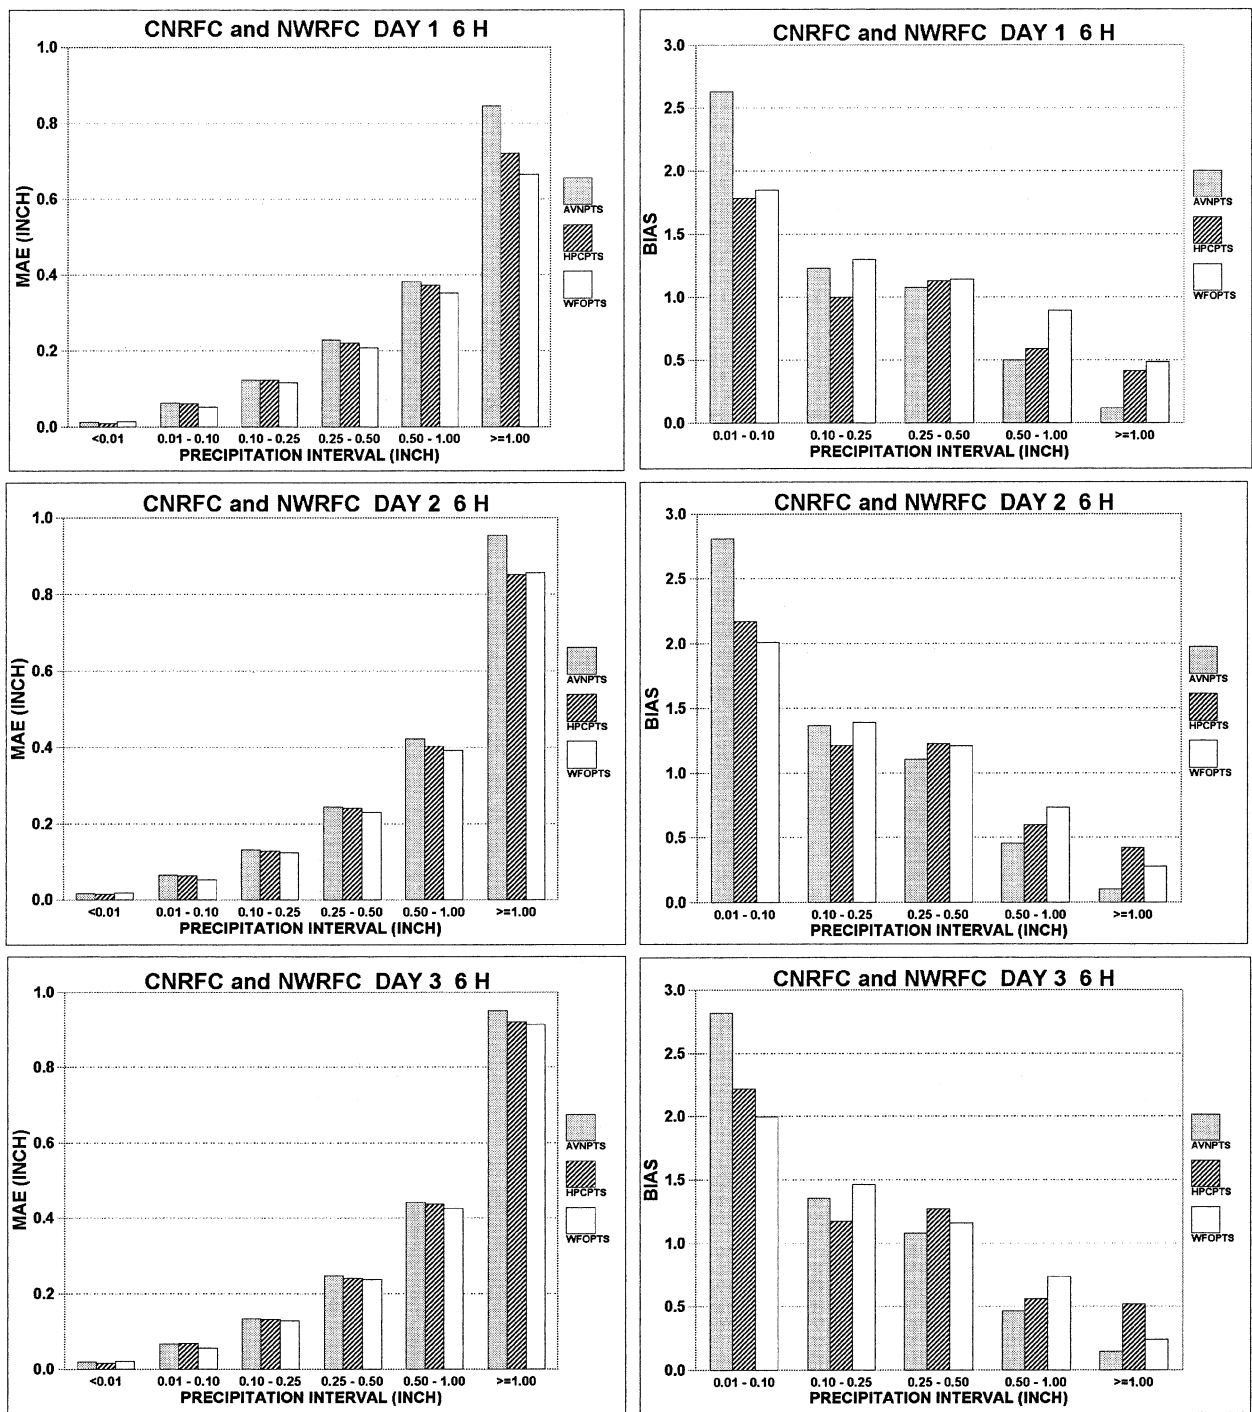 CNRFC and NWRFC DAY 1 6 H
MAE (INCH)
1.0
0.8
0.6
0.4
0.2
0.0
<0.01 0.01 - 0.10 0.10 - 0.25 0.25 - 0.50 0.50 - 1.00 >=1.00
PRECIPITATION INTERVAL (INCH)
AVNPTS
HPCPTS
WFOPTS
CNRFC and NWRFC DAY 1 6 H
BIAS
3.0
2.5
2.0
1.5
1.0
0.5
0.0
0.01 - 0.10 0.10 - 0.25 0.25 - 0.50 0.50 - 1.00 >=1.00
PRECIPITATION INTERVAL (INCH)
AVNPTS
HPCPTS
WFOPTS
CNRFC and NWRFC DAY 2 6 H
MAE (INCH)
1.0
0.8
0.6
0.4
0.2
0.0
<0.01 0.01 - 0.10 0.10 - 0.25 0.25 - 0.50 0.50 - 1.00 >=1.00
PRECIPITATION INTERVAL (INCH)
AVNPTS
HPCPTS
WFOPTS
CNRFC and NWRFC DAY 2 6 H
BIAS
3.0
2.5
2.0
1.5
1.0
0.5
0.0
0.01 - 0.10 0.10 - 0.25 0.25 - 0.50 0.50 - 1.00 >=1.00
PRECIPITATION INTERVAL (INCH)
AVNPTS
HPCPTS
WFOPTS
CNRFC and NWRFC DAY 3 6 H
MAE (INCH)
1.0
0.8
0.6
0.4
0.2
0.0
<0.01 0.01 - 0.10 0.10 - 0.25 0.25 - 0.50 0.50 - 1.00 >=1.00
PRECIPITATION INTERVAL (INCH)
AVNPTS
HPCPTS
WFOPTS
CNRFC and NWRFC DAY 3 6 H
BIAS
3.0
2.5
2.0
1.5
1.0
0.5
0.0
0.01 - 0.10 0.10 - 0.25 0.25 - 0.50 0.50 - 1.00 >=1.00
PRECIPITATION INTERVAL (INCH)
AVNPTS
HPCPTS
WFOPTS